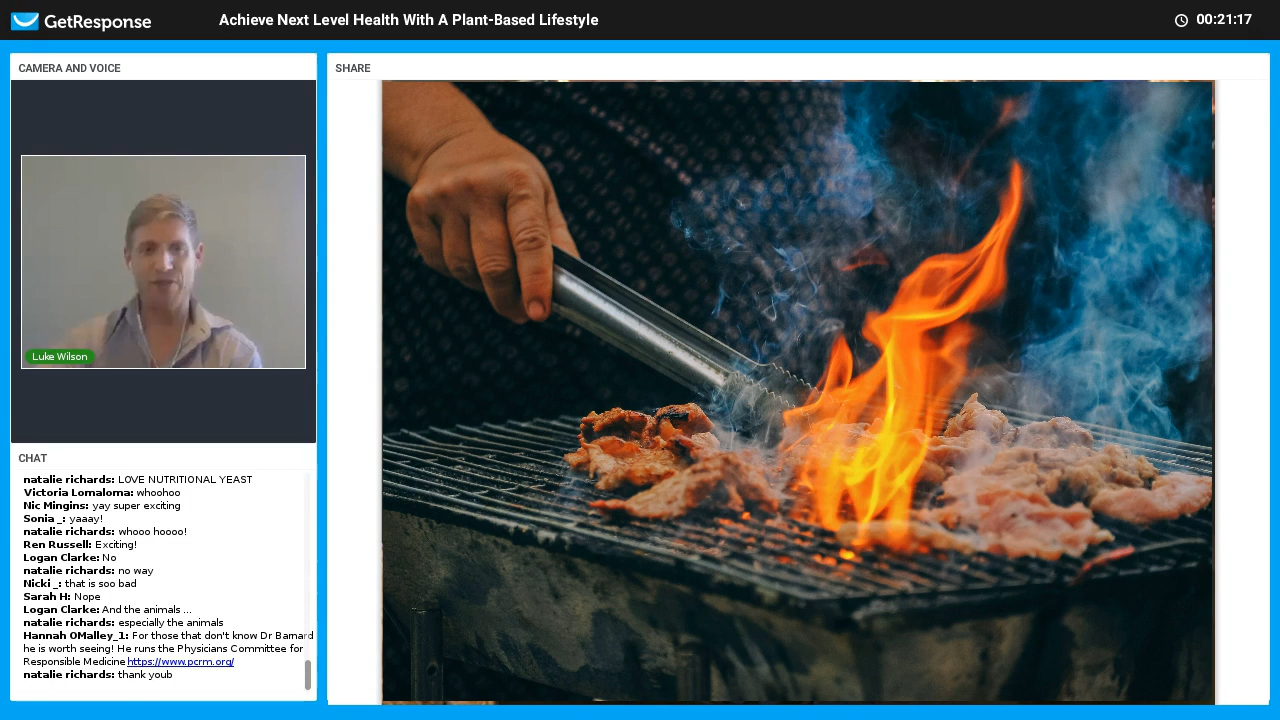 GetResponse
Achieve Next Level Health With A Plant-Based Lifestyle
00:21:17
CAMERA AND VOICE
Luke Wilson
CHAT
natalie richards: LOVE NUTRITIONAL YEAST
Victoria Lomaloma: whoohoo
Nic Mingins: yay super exciting
Sonia _: yaaay!
natalie richards: whooo hoooo!
Ren Russell: Exciting!
Logan Clarke: No
natalie richards: no way
Nicki _: that is soo bad
Sarah H: Nope
Logan Clarke: And the animals ...
natalie richards: especially the animals
Hannah OMalley_1: For those that don't know Dr Barnard
he is worth seeing! He runs the Physicians Committee for
Responsible Medicine https://www.pcrm.org/
natalie richards: thank youb
SHARE